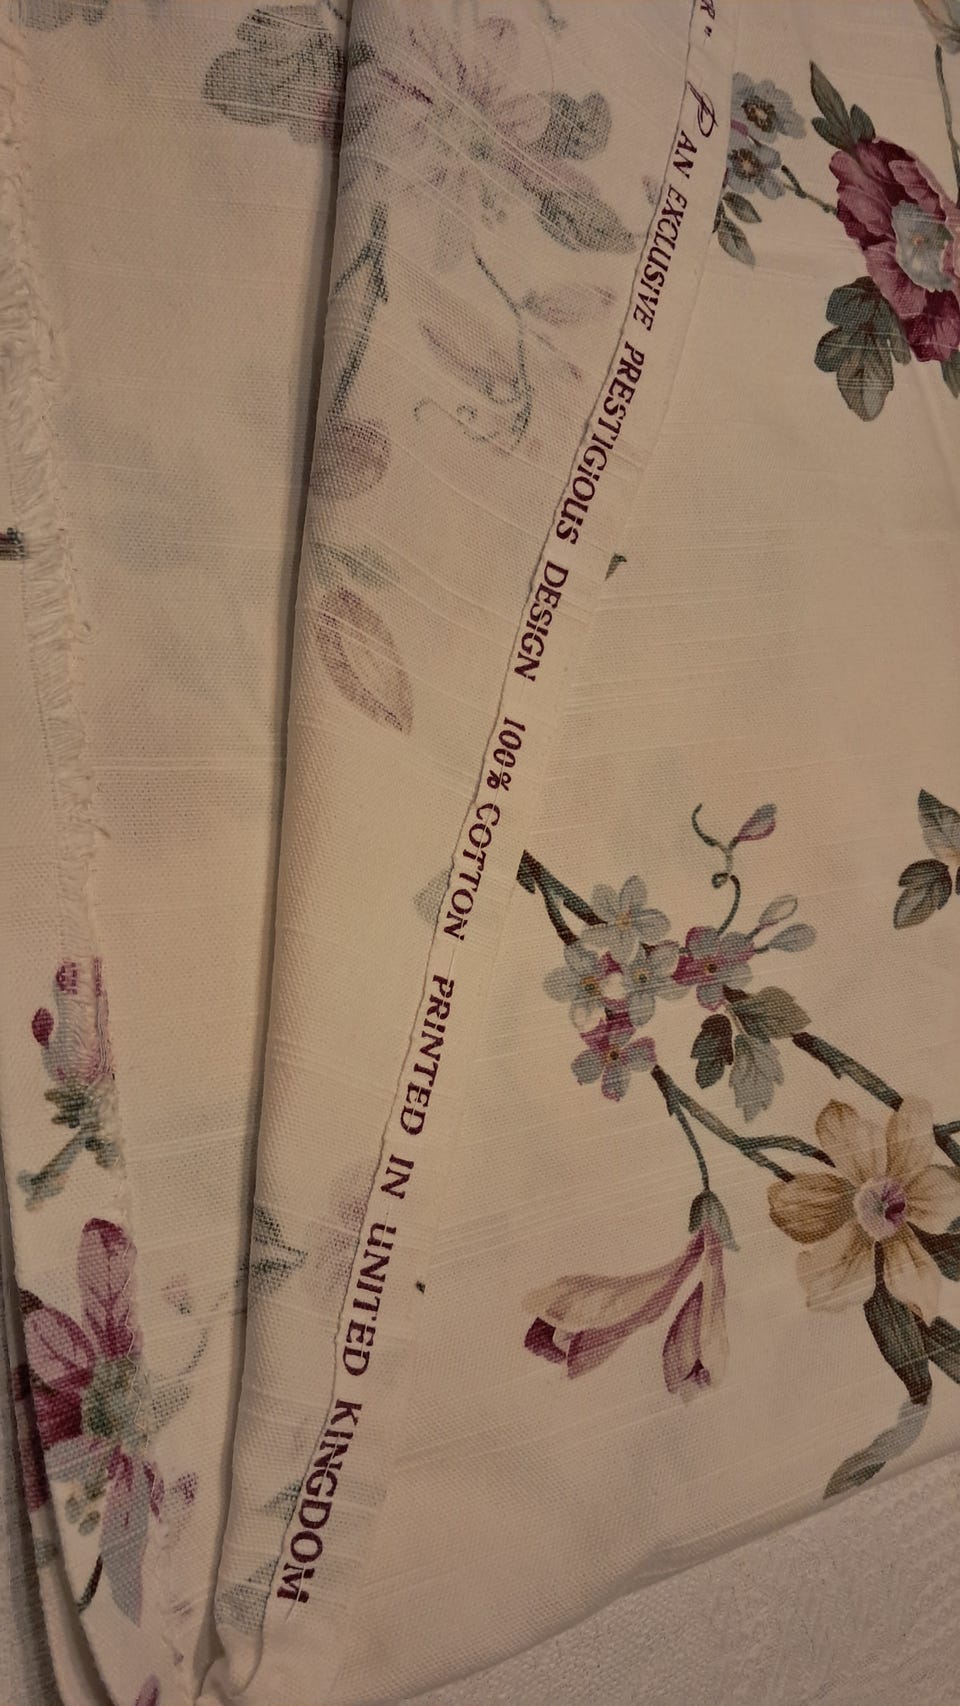 AN EXCLUSIVE PRESTIGIOUS DESIGN 100% COTTON PRINTED IN UNITED KINGDOM